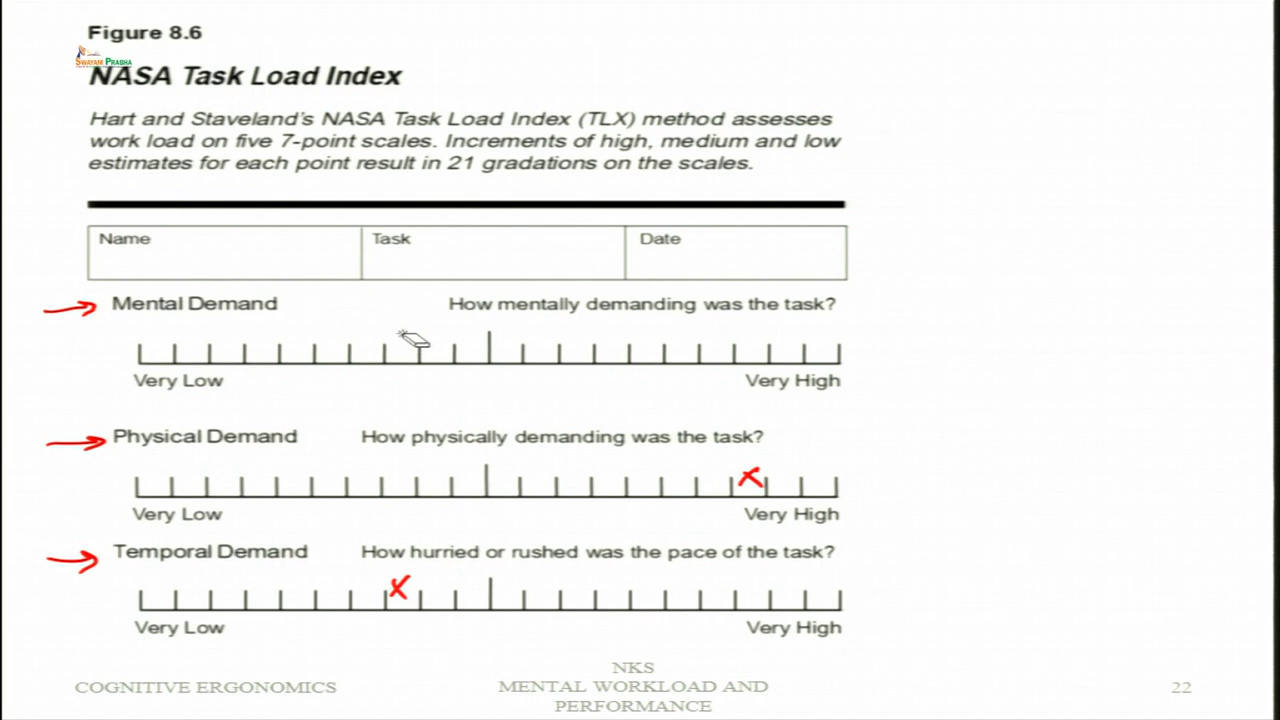 Figure 8.6
SWAYAM PRABHA
NASA Task Load Index
Hart and Staveland's NASA Task Load Index (TLX) method assesses
work load on five 7-point scales. Increments of high, medium and low
estimates for each point result in 21 gradations on the scales.
Name Task Date
Mental Demand How mentally demanding was the task?
Very Low Very High
Physical Demand How physically demanding was the task?
Very Low Very High
Temporal Demand How hurried or rushed was the pace of the task?
Very Low Very High
COGNITIVE ERGONOMICS
NKS
MENTAL WORKLOAD AND
PERFORMANCE
22